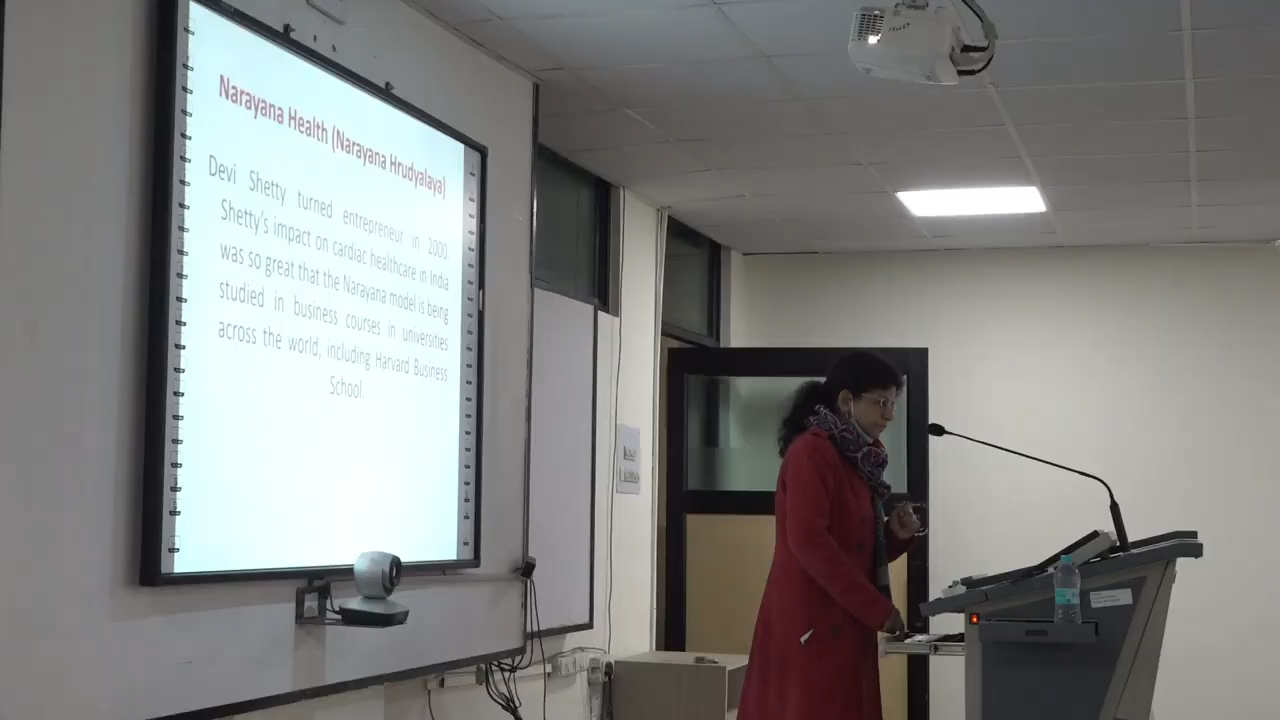 Narayana Health (Narayana Hrudyalaya)
Devi Shetty turned entrepreneur in 2000.
Shetty's impact on cardiac healthcare in India
was so great that the Narayana model is being
studied in business courses in universities
across the world, including Harvard Business
School.